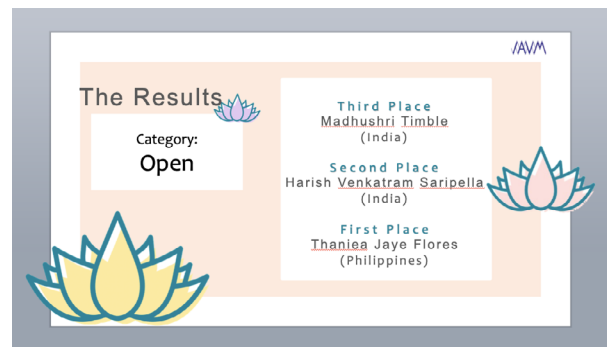 VAVM
The Results
Category:
Open
Third Place
Madhushri Timble
(India)
Second Place
Harish Venkatram Saripella
(India)
First Place
Thaniea Jaye Flores
(Philippines)